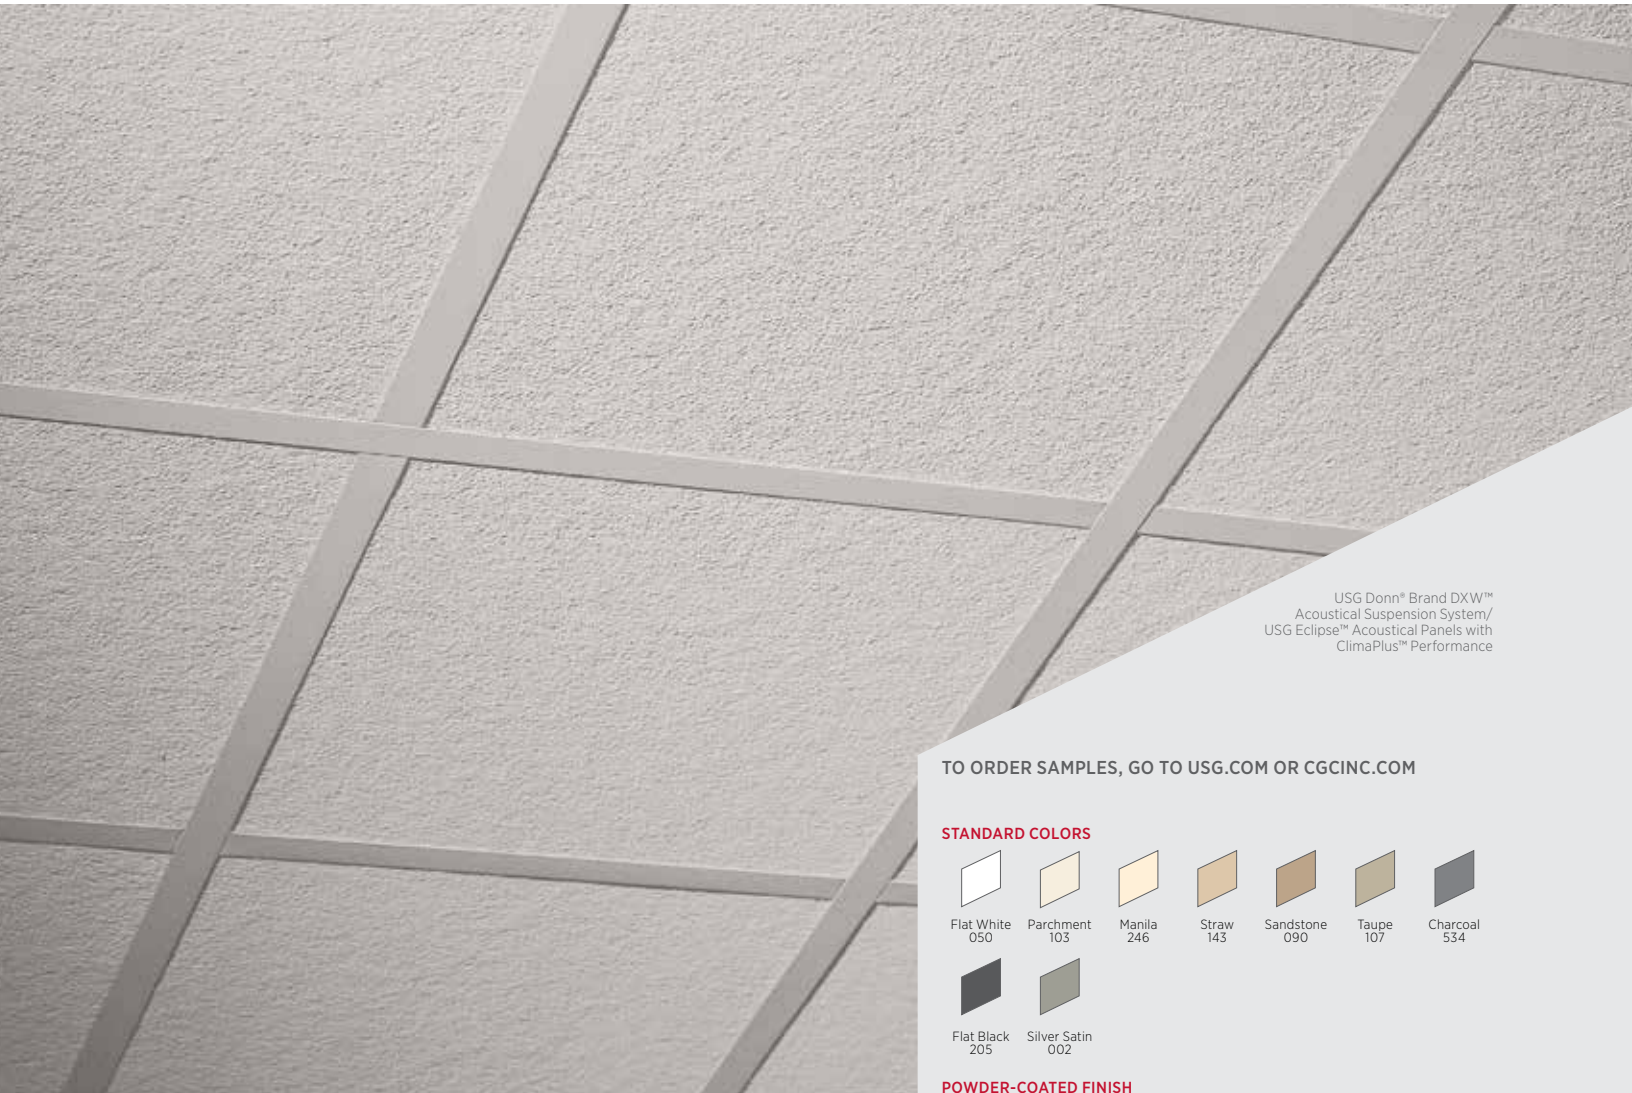 USG Donn® Brand DXW™
Acoustical Suspension System/
USG Eclipse™ Acoustical Panels with
ClimaPlus™ Performance
TO ORDER SAMPLES, GO TO USG.COM OR CGCINC.COM
STANDARD COLORS
Flat White Parchment Manila Straw Sandstone Taupe Charcoal
050 103 246 143 090 107 534
Flat Black Silver Satin
205 002
POWDER-COATED FINISH